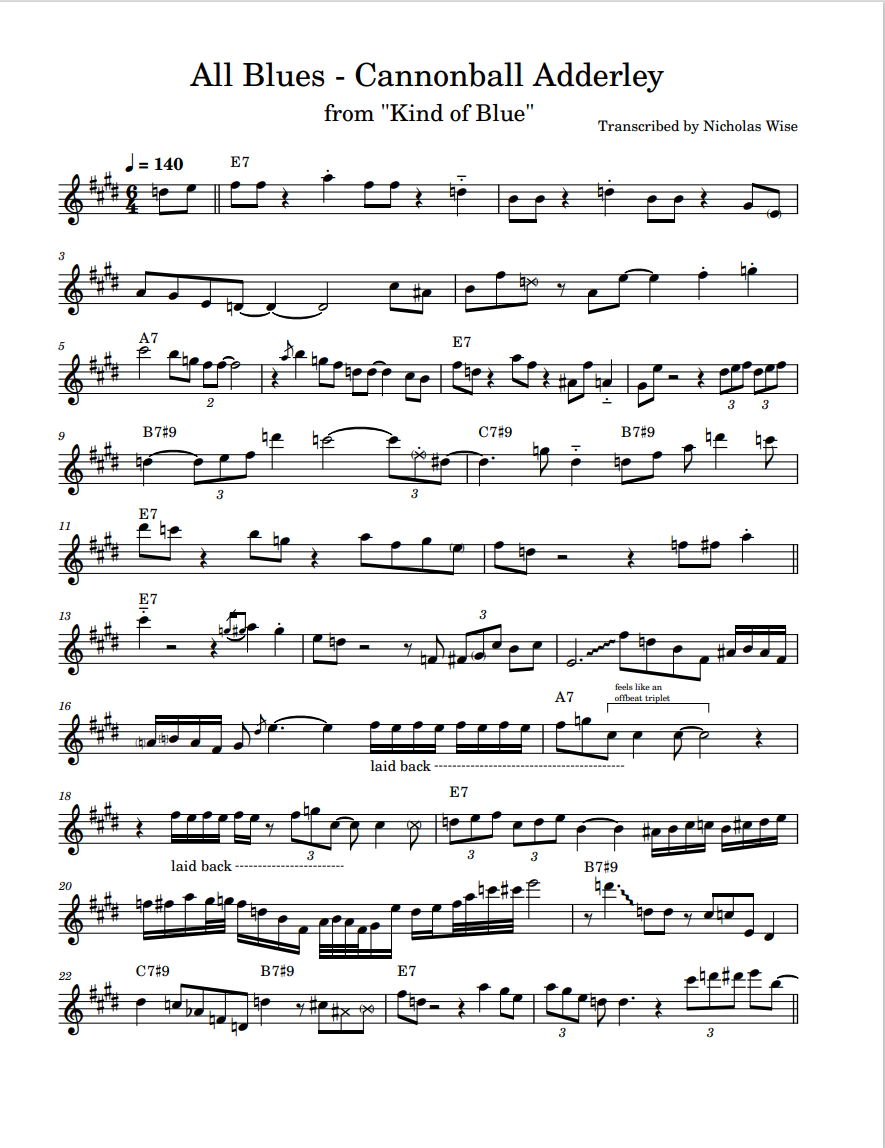 All Blues - Cannonball Adderley
from "Kind of Blue"
Transcribed by Nicholas Wise
♩ = 140
E7
6
4
3
5
A7
E7
2
3 3
9
B7♯9
C7♯9
B7♯9
3
3
11
E7
13
E7
3
16
A7
feels like an
offbeat triplet
laid back
18
E7
3
3
3
laid back
20
B7♯9
22
C7♯9
B7♯9
E7
3
3